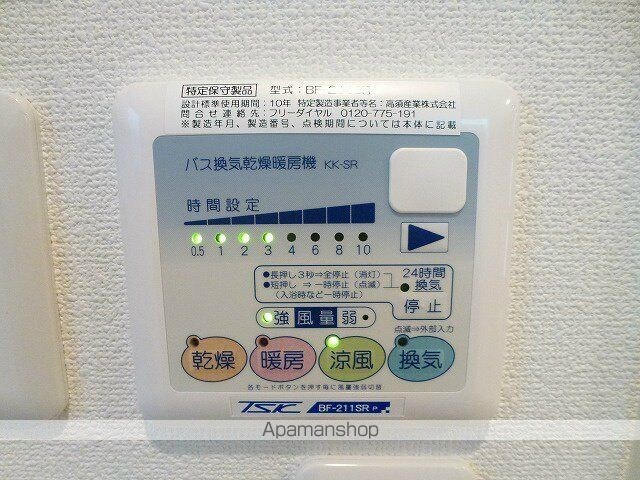 特定保守製品 型式：BF-211SR
設計標準使用期間：10年 特定製造事業者等名：高須産業株式会社
問合せ連絡先：フリーダイヤル 0120-775-191
※製造年月、製造番号、点検期間については本体に記載
バス換気乾燥暖房機 KK-SR
時間設定
0.5 1 2 3 4 6 8 10
●長押し3秒⇒全停止（消灯）
●短押し ⇒一時停止（点滅）
（入浴時など一時停止）
24時間
換気
停止
強風量弱
点滅⇒外部入力
乾燥 暖房 涼風 換気
各モードボタンを押す毎に風量強弱切替
TSK BF-211SR P
Apamanshop